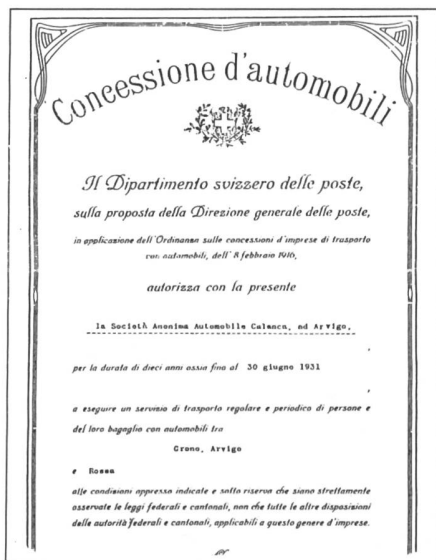 Concessione d'automobili
Il Dipartimento svizzero delle poste,
sulla proposta della Direzione generale delle poste,
in applicazione dell'Ordinanza sulle concessioni d'imprese di trasporto
con automobili, dell' 8 febbraio 1916,
autorizza con la presente
la Società Anonima Automobile Calanca, ad Arvigo,
per la durata di dieci anni ossia fino al 30 giugno 1931
a eseguire un servizio di trasporto regolare e periodico di persone e
del loro bagaglio con automobili tra
Grono, Arvigo
e Rossa
alle condizioni appresso indicate e sotto riserva che siano strettamente
osservate le leggi federali e cantonali, non che tutte le altre disposizioni
delle autorità federali e cantonali, applicabili a questo genere d'imprese.